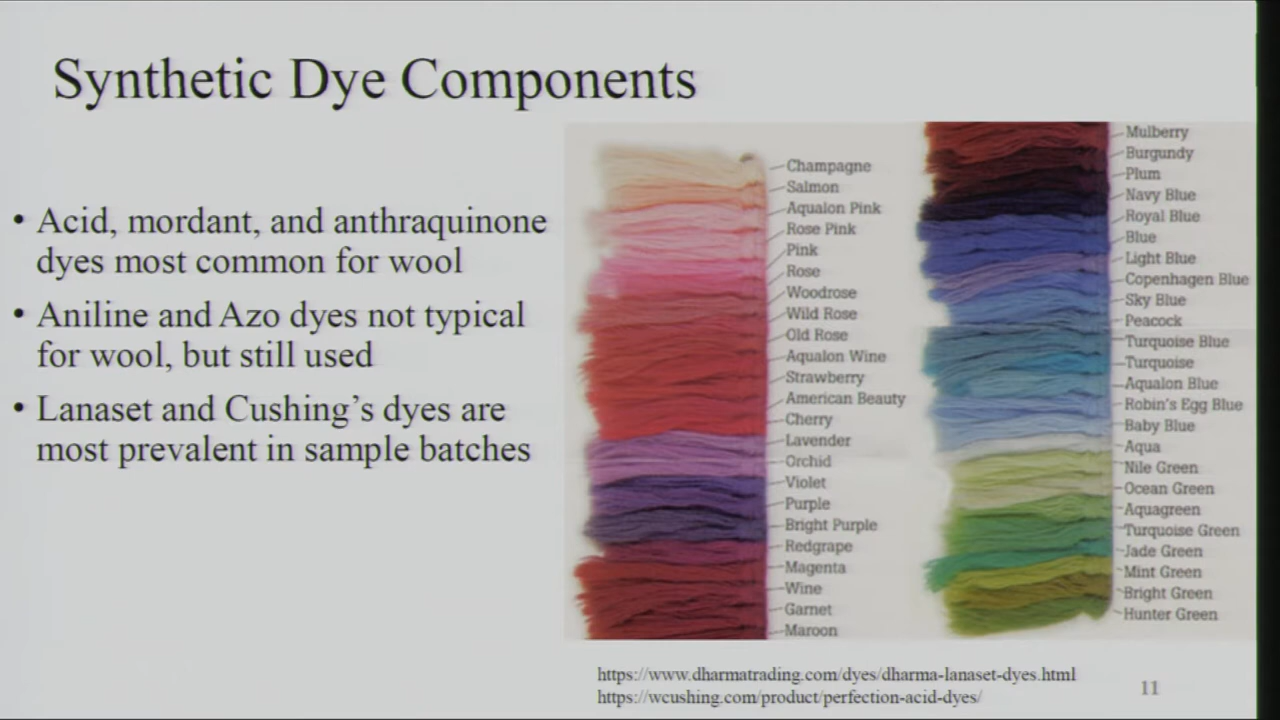 Synthetic Dye Components
• Acid, mordant, and anthraquinone
dyes most common for wool
• Aniline and Azo dyes not typical
for wool, but still used
• Lanaset and Cushing's dyes are
most prevalent in sample batches
Champagne
Salmon
Aqualon Pink
Rose Pink
Pink
Rose
Woodrose
Wild Rose
Old Rose
Aqualon Wine
Strawberry
American Beauty
Cherry
Lavender
Orchid
Violet
Purple
Bright Purple
Redgrape
Magenta
Wine
Garnet
Maroon
Mulberry
Burgundy
Plum
Navy Blue
Royal Blue
Blue
Light Blue
Copenhagen Blue
Sky Blue
Peacock
Turquoise Blue
Turquoise
Aqualon Blue
Robin's Egg Blue
Baby Blue
Aqua
Nile Green
Ocean Green
Aquagreen
Turquoise Green
Jade Green
Mint Green
Bright Green
Hunter Green
https://www.dharmatrading.com/dyes/dharma-lanaset-dyes.html
https://wcushing.com/product/perfection-acid-dyes/
11